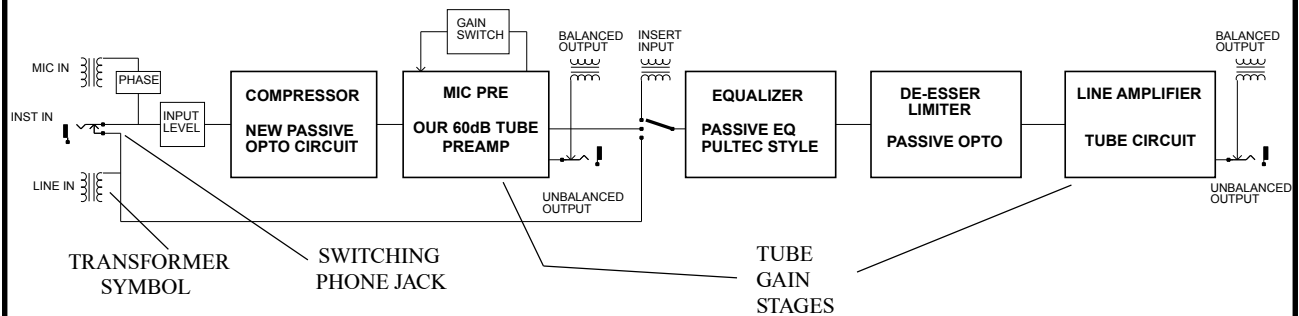 GAIN
SWITCH
BALANCED
OUTPUT
INSERT
INPUT
BALANCED
OUTPUT
MIC IN
PHASE
INST IN
INPUT
LEVEL
LINE IN
COMPRESSOR
NEW PASSIVE
OPTO CIRCUIT
MIC PRE
OUR 60dB TUBE
PREAMP
UNBALANCED
OUTPUT
EQUALIZER
PASSIVE EQ
PULTEC STYLE
DE-ESSER
LIMITER
PASSIVE OPTO
LINE AMPLIFIER
TUBE CIRCUIT
UNBALANCED
OUTPUT
TRANSFORMER
SYMBOL
SWITCHING
PHONE JACK
TUBE
GAIN
STAGES